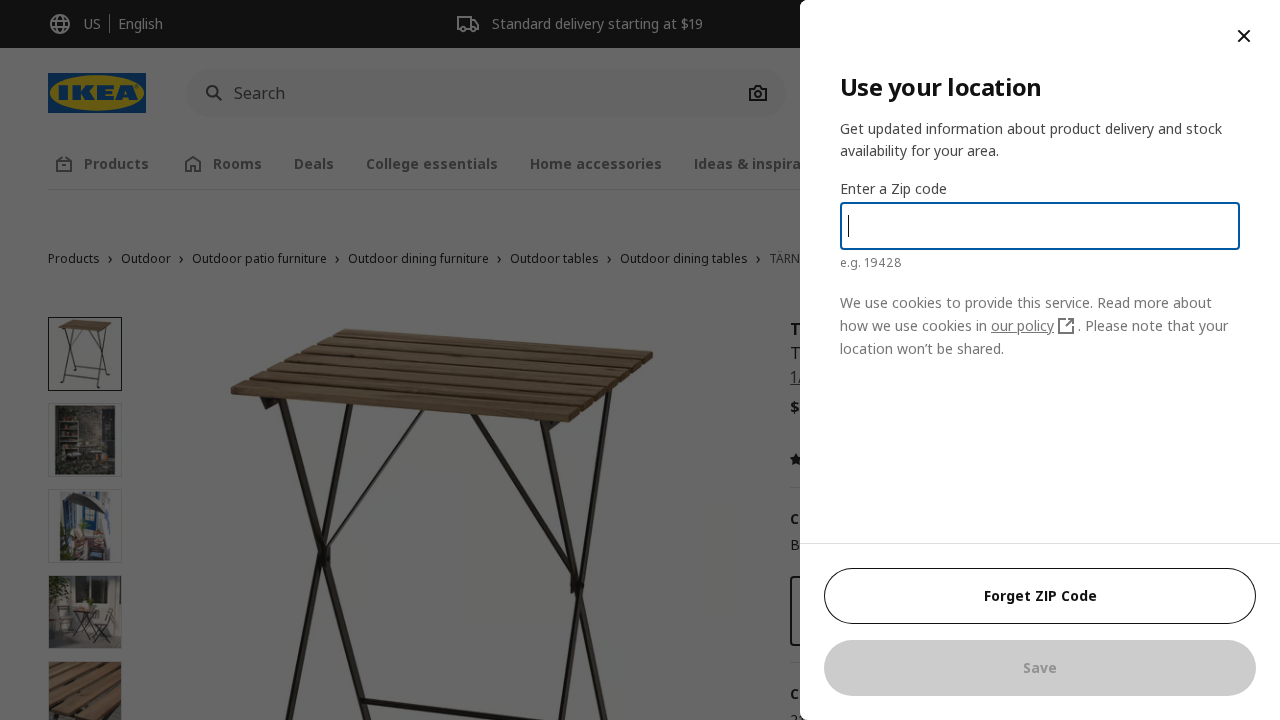 US English
Standard delivery starting at $19
IKEA
Search
Products
Rooms
Deals
College essentials
Home accessories
Ideas & inspira
Products › Outdoor › Outdoor patio furniture › Outdoor dining furniture › Outdoor tables › Outdoor dining tables › TÄRN
Use your location
Get updated information about product delivery and stock
availability for your area.
Enter a Zip code
e.g. 19428
We use cookies to provide this service. Read more about
how we use cookies in our policy . Please note that your
location won’t be shared.
Forget ZIP Code
Save